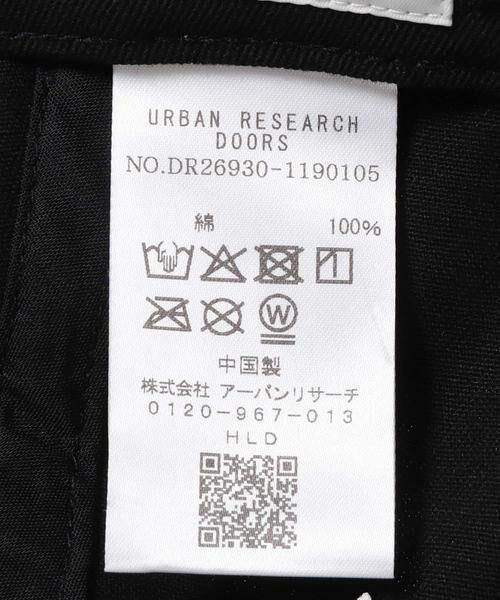 URBAN RESEARCH
DOORS
NO.DR26930-1190105
綿 100%
W
中国製
株式会社 アーバンリサーチ
0120-967-013
HLD